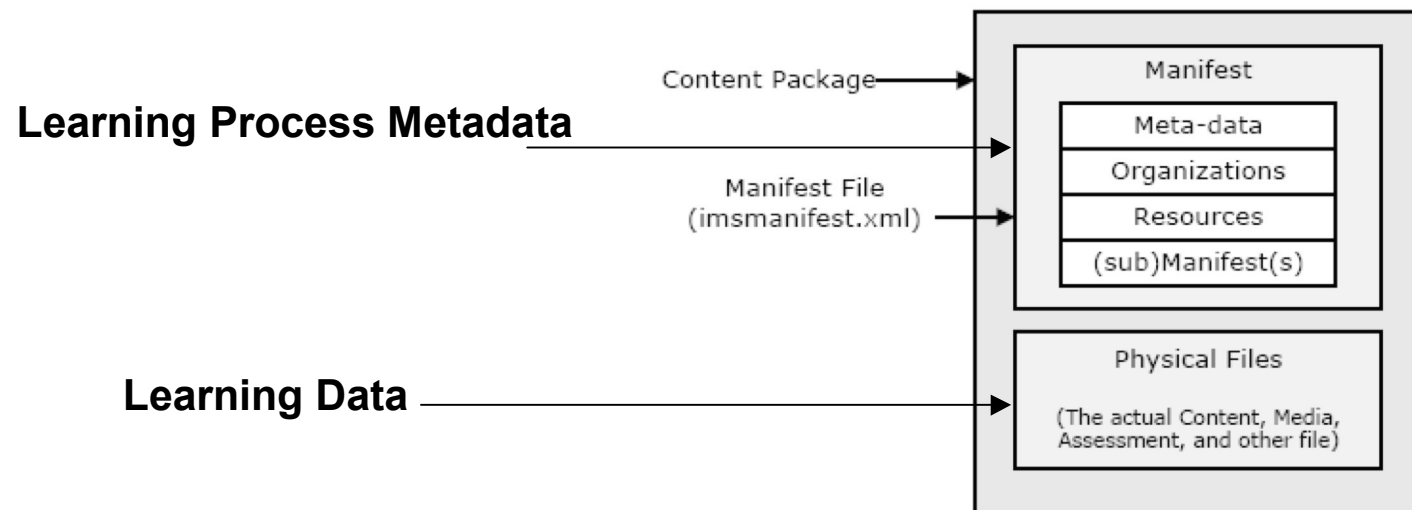 Content Package
Learning Process Metadata
Manifest File
(imsmanifest.xml)
Learning Data
Manifest
Meta-data
Organizations
Resources
(sub)Manifest(s)
Physical Files
(The actual Content, Media,
Assessment, and other file)